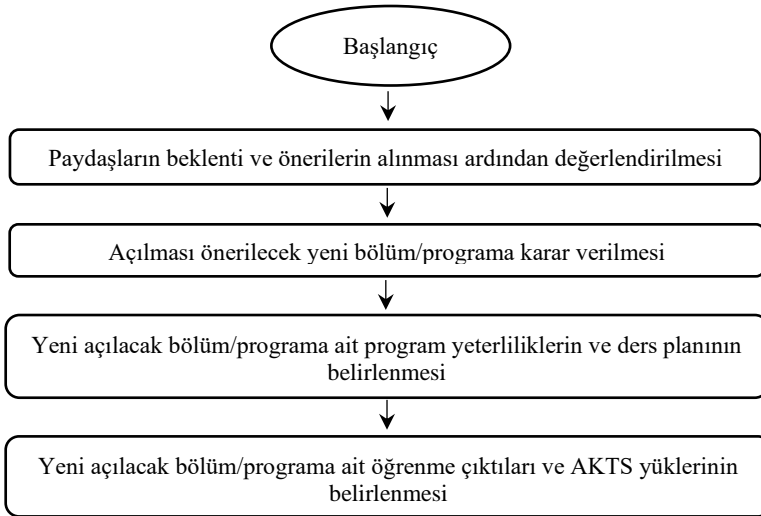 Başlangıç
Paydaşların beklenti ve önerilerin alınması ardından değerlendirilmesi
Açılması önerilecek yeni bölüm/programa karar verilmesi
Yeni açılacak bölüm/programa ait program yeterliliklerin ve ders planının
belirlenmesi
Yeni açılacak bölüm/programa ait öğrenme çıktıları ve AKTS yüklerinin
belirlenmesi